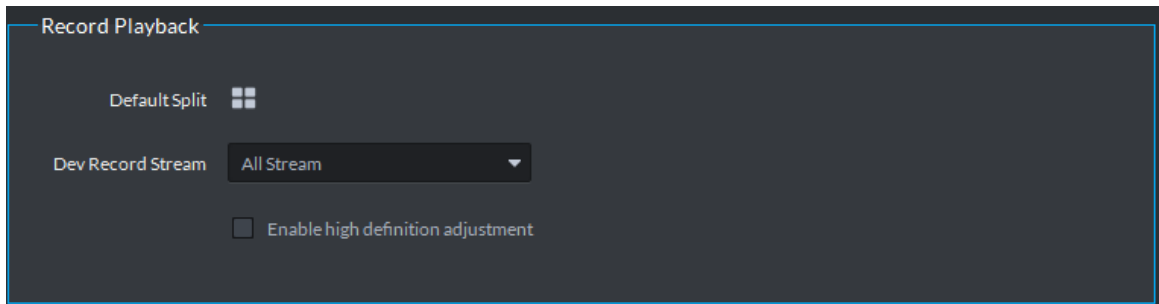 Record Playback
Default Split
Dev Record Stream All Stream
Enable high definition adjustment